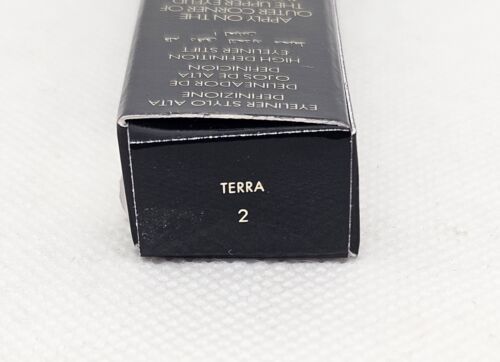 EYELINER STYLO ALTA
DEFINIZIONE
DELINEADOR DE
OJOS DE ALTA
DEFINICIÓN
HIGH DEFINITION
EYELINER STIFT
APPLY ON THE
OUTER CORNER OF
THE UPPER EYELID
TERRA
2